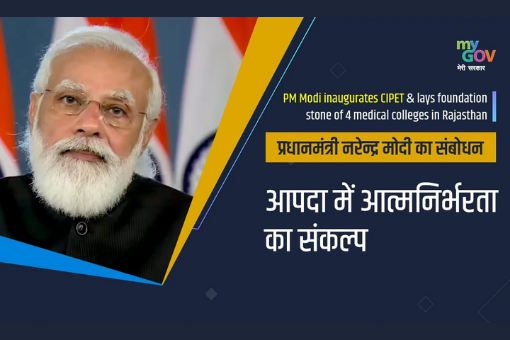 my
GOV
मेरी सरकार
PM Modi inaugurates CIPET & lays foundation
stone of 4 medical colleges in Rajasthan
प्रधानमंत्री नरेन्द्र मोदी का संबोधन
आपदा में आत्मनिर्भरता
का संकल्प